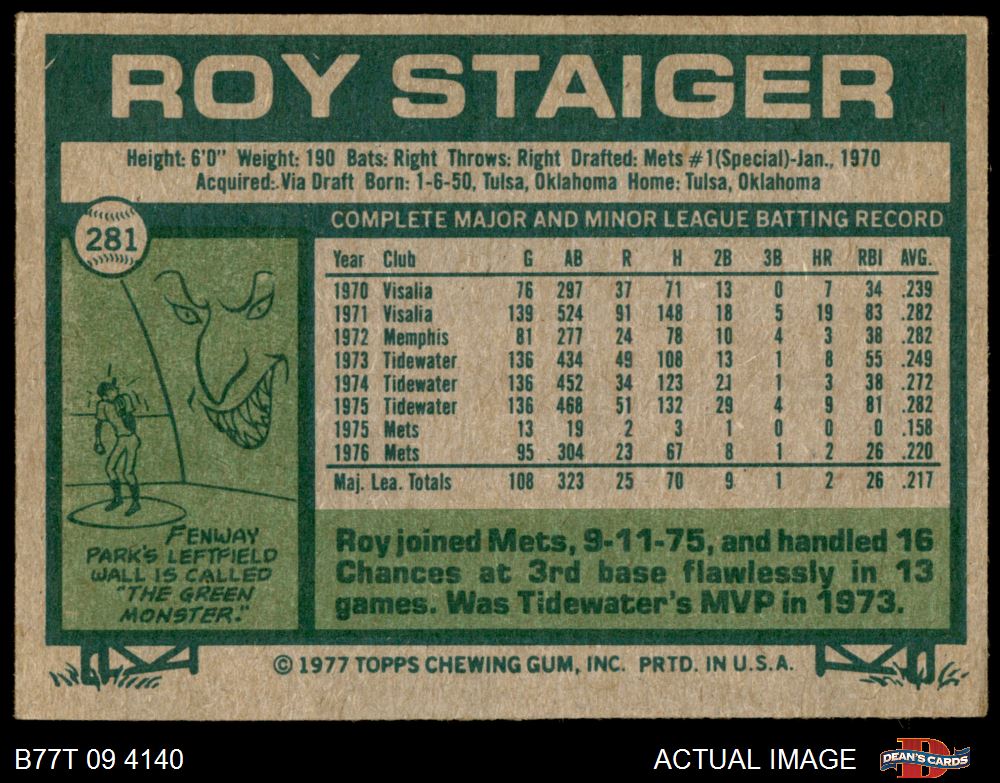 ROY STAIGER
Height: 6'0" Weight: 190 Bats: Right Throws: Right Drafted: Mets #1(Special)-Jan., 1970
Acquired: Via Draft Born: 1-6-50, Tulsa, Oklahoma Home: Tulsa, Oklahoma
281
COMPLETE MAJOR AND MINOR LEAGUE BATTING RECORD
Year Club G AB R H 2B 3B HR RBI AVG.
1970 Visalia 76 297 37 71 13 0 7 34 .239
1971 Visalia 139 524 91 148 18 5 19 83 .282
1972 Memphis 81 277 24 78 10 4 3 38 .282
1973 Tidewater 136 434 49 108 13 1 8 55 .249
1974 Tidewater 136 452 34 123 21 1 3 38 .272
1975 Tidewater 136 468 51 132 29 4 9 81 .282
1975 Mets 13 19 2 3 1 0 0 0 .158
1976 Mets 95 304 23 67 8 1 2 26 .220
Maj. Lea. Totals 108 323 25 70 9 1 2 26 .217
FENWAY
PARK'S LEFTFIELD
WALL IS CALLED
"THE GREEN
MONSTER."
Roy joined Mets, 9-11-75, and handled 16
Chances at 3rd base flawlessly in 13
games. Was Tidewater's MVP in 1973.
© 1977 TOPPS CHEWING GUM, INC. PRTD. IN U.S.A.
B77T 09 4140
ACTUAL IMAGE
DEAN'S CARDS